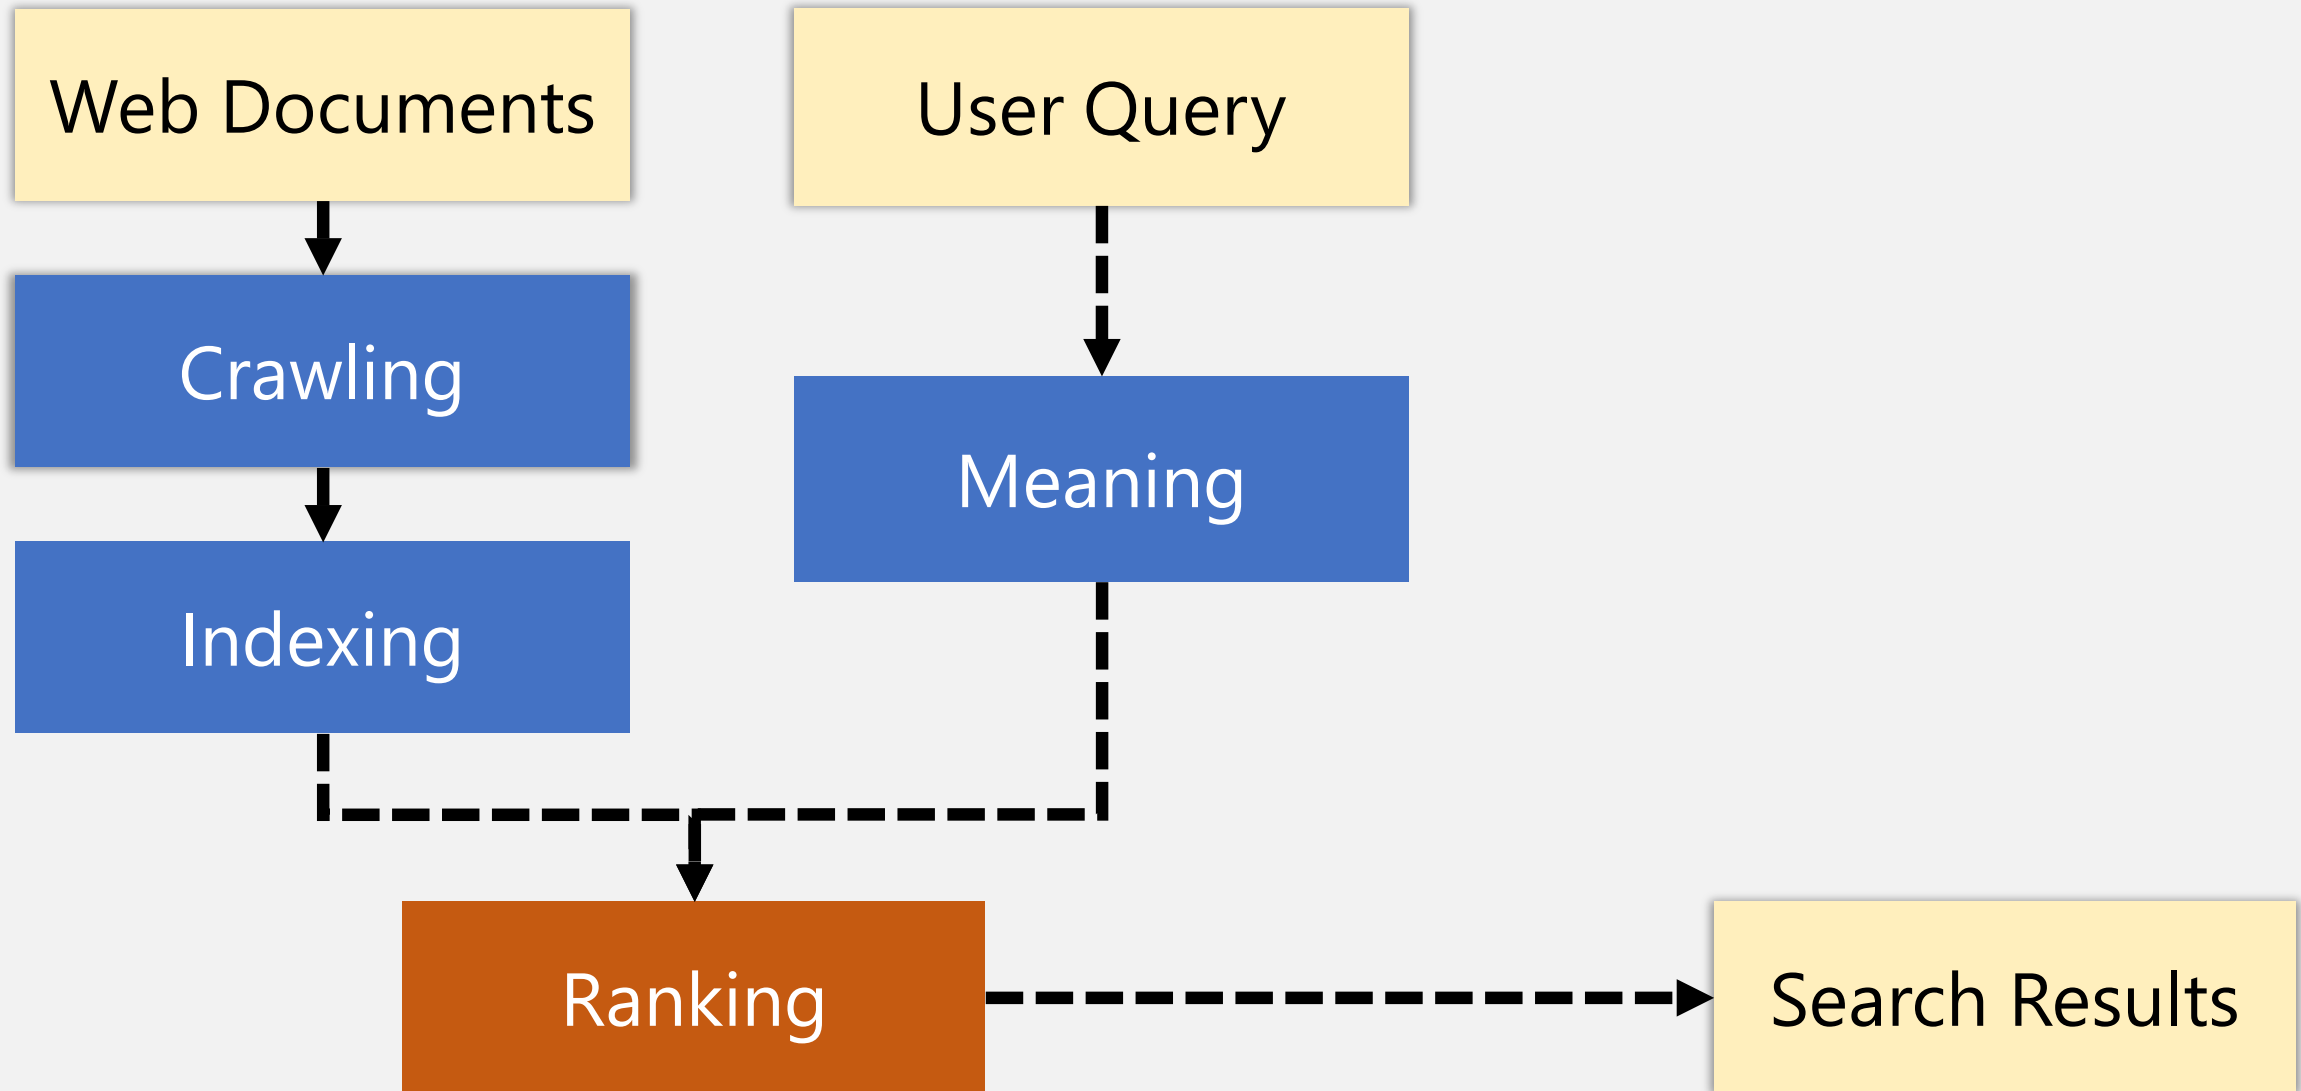 Web Documents
User Query
Crawling
Meaning
Indexing
Ranking
Search Results